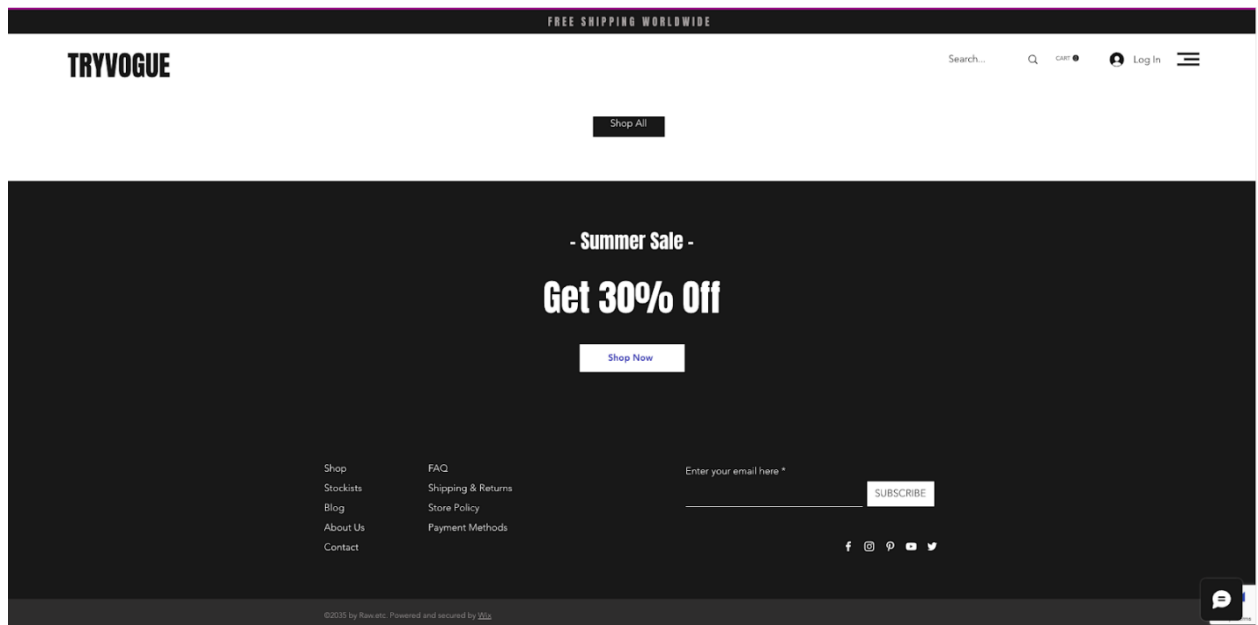 FREE SHIPPING WORLDWIDE
TRYVOGUE
Search...
CART
Log In
Shop All
- Summer Sale -
Get 30% Off
Shop Now
Shop
Stockists
Blog
About Us
Contact
FAQ
Shipping & Returns
Store Policy
Payment Methods
Enter your email here *
SUBSCRIBE
©2035 by Raw.etc. Powered and secured by Wix